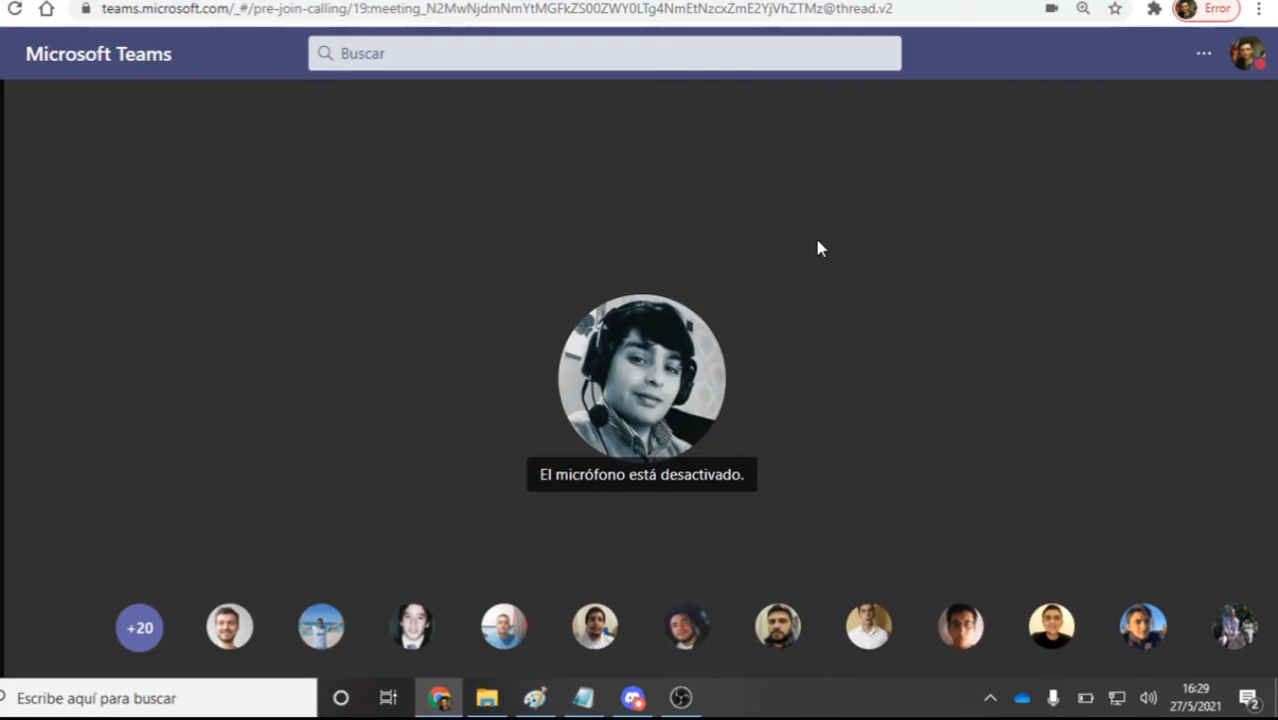 teams.microsoft.com/_#/pre-join-calling/19:meeting_N2MwNjdmNmYtMGFkZS00ZWY0LTg4NmEtNzcxZmE2YjVhZTMz@thread.v2
Error
Microsoft Teams
Buscar
El micrófono está desactivado.
+20
Escribe aquí para buscar
16:29
27/5/2021
2